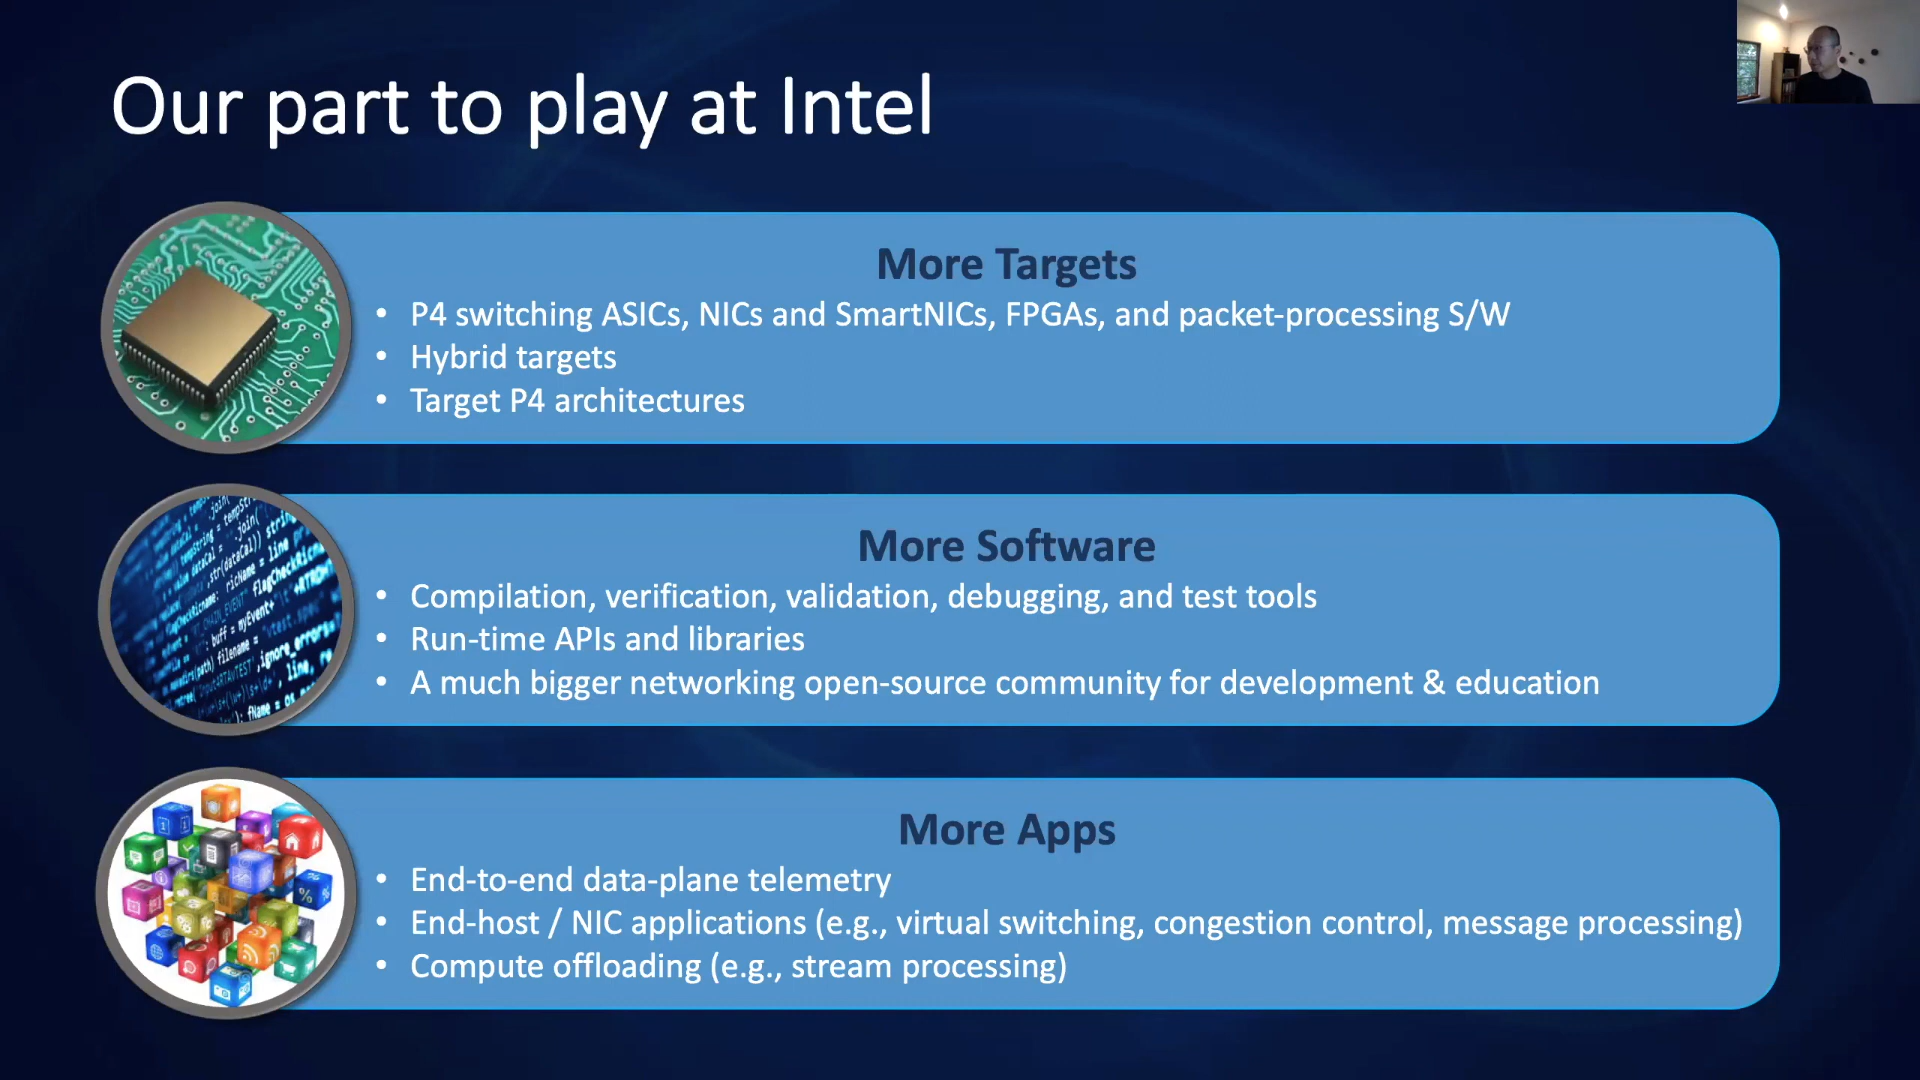 Our part to play at Intel
More Targets
• P4 switching ASICs, NICs and SmartNICs, FPGAs, and packet-processing S/W
• Hybrid targets
• Target P4 architectures
More Software
• Compilation, verification, validation, debugging, and test tools
• Run-time APIs and libraries
• A much bigger networking open-source community for development & education
More Apps
• End-to-end data-plane telemetry
• End-host / NIC applications (e.g., virtual switching, congestion control, message processing)
• Compute offloading (e.g., stream processing)